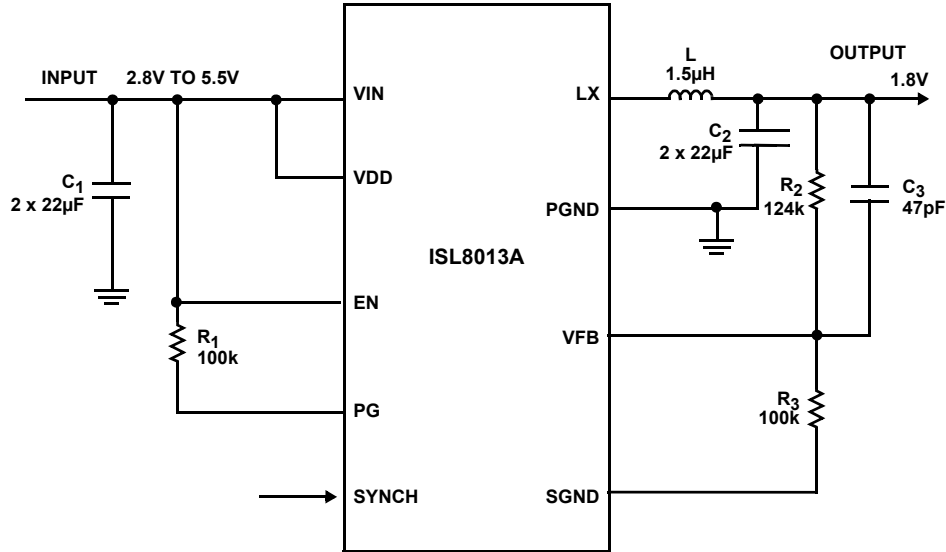 INPUT 2.8V TO 5.5V
C1
2 x 22µF
R1
100k
VIN
VDD
EN
PG
SYNCH
ISL8013A
LX
PGND
VFB
SGND
L
1.5µH
OUTPUT
1.8V
C2
2 x 22µF
R2
124k
C3
47pF
R3
100k